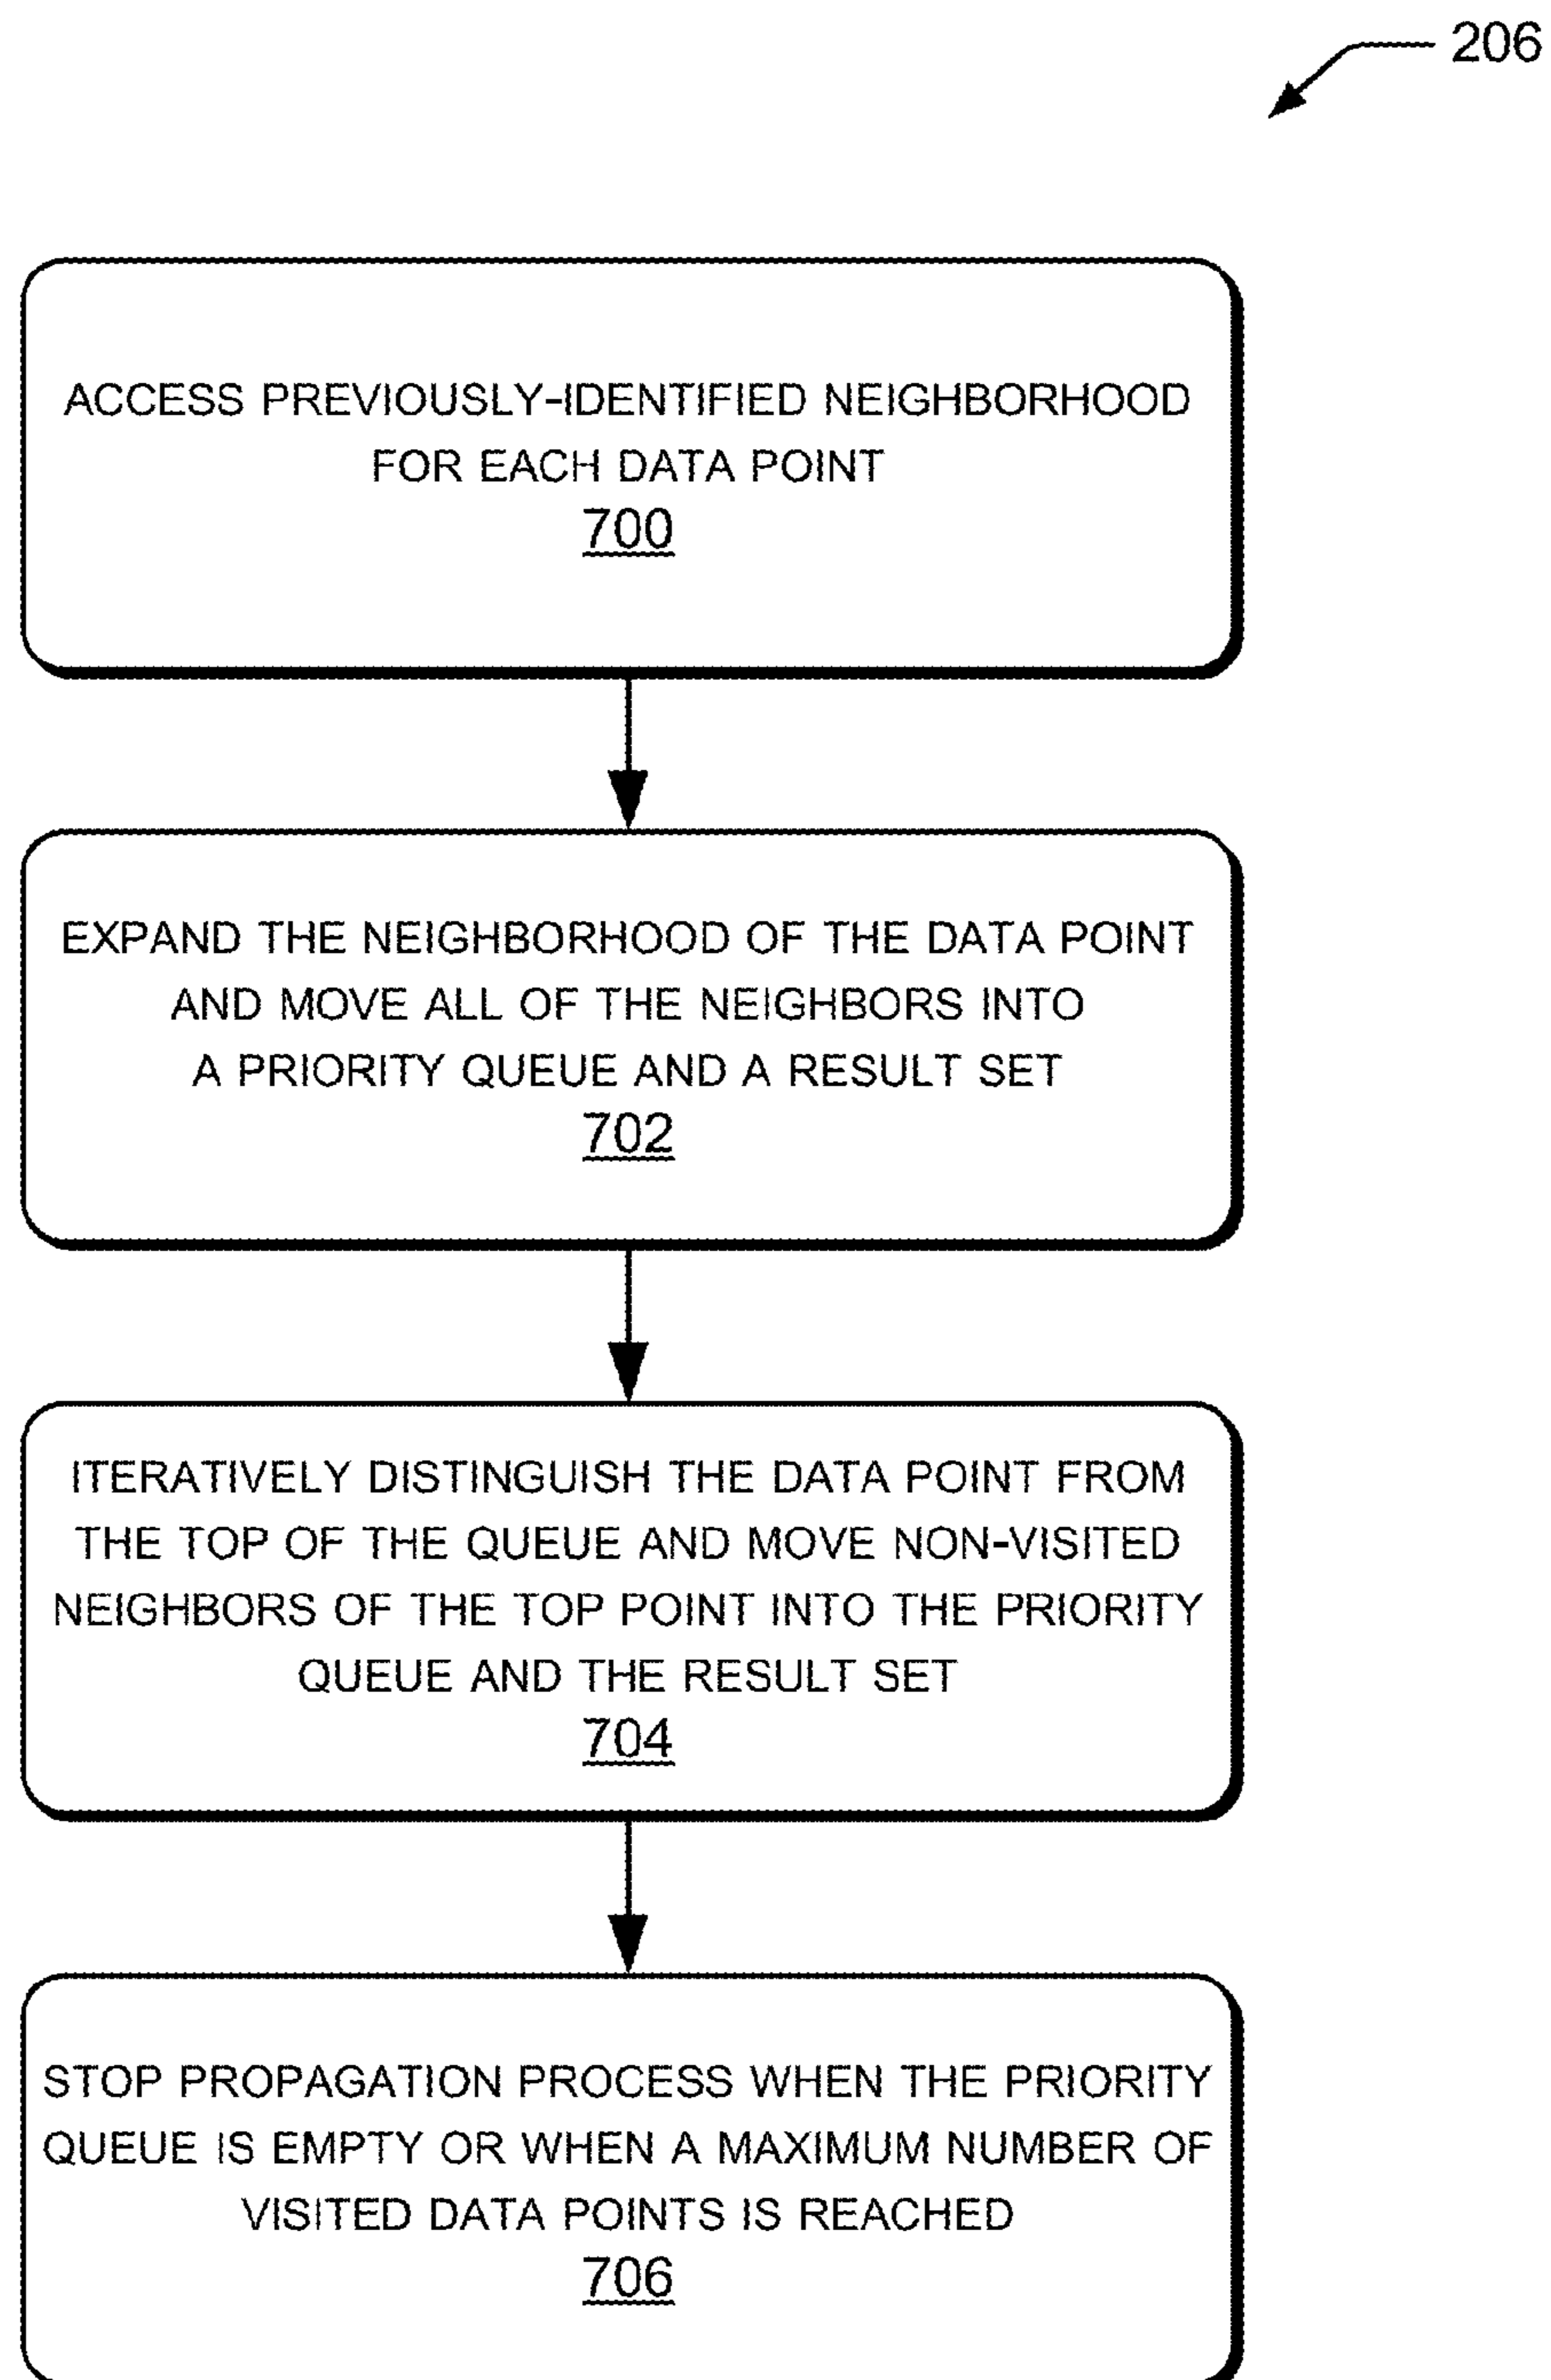 206
ACCESS PREVIOUSLY-IDENTIFIED NEIGHBORHOOD
FOR EACH DATA POINT
700
EXPAND THE NEIGHBORHOOD OF THE DATA POINT
AND MOVE ALL OF THE NEIGHBORS INTO
A PRIORITY QUEUE AND A RESULT SET
702
ITERATIVELY DISTINGUISH THE DATA POINT FROM
THE TOP OF THE QUEUE AND MOVE NON-VISITED
NEIGHBORS OF THE TOP POINT INTO THE PRIORITY
QUEUE AND THE RESULT SET
704
STOP PROPAGATION PROCESS WHEN THE PRIORITY
QUEUE IS EMPTY OR WHEN A MAXIMUM NUMBER OF
VISITED DATA POINTS IS REACHED
706